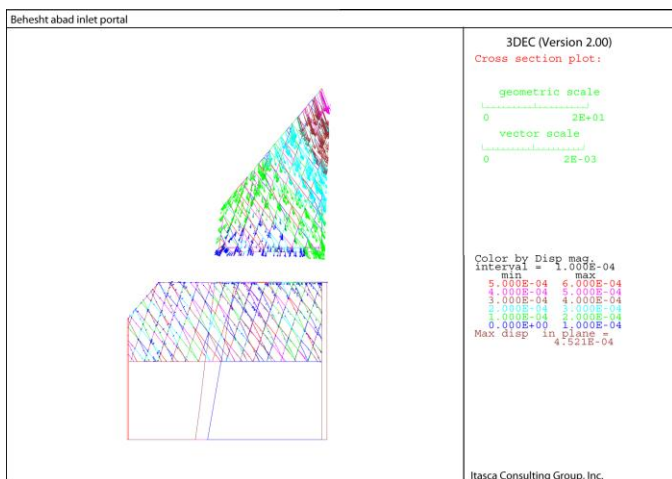 Behesht abad inlet portal
3DEC (Version 2.00)
Cross section plot:
geometric scale
0 2E+01
vector scale
0 2E-03
Color by Disp mag.
interval = 1.000E-04
min max
5.000E-04 6.000E-04
4.000E-04 5.000E-04
3.000E-04 4.000E-04
2.000E-04 3.000E-04
1.000E-04 2.000E-04
0.000E+00 1.000E-04
Max disp in plane =
4.521E-04
Itasca Consulting Group, Inc.